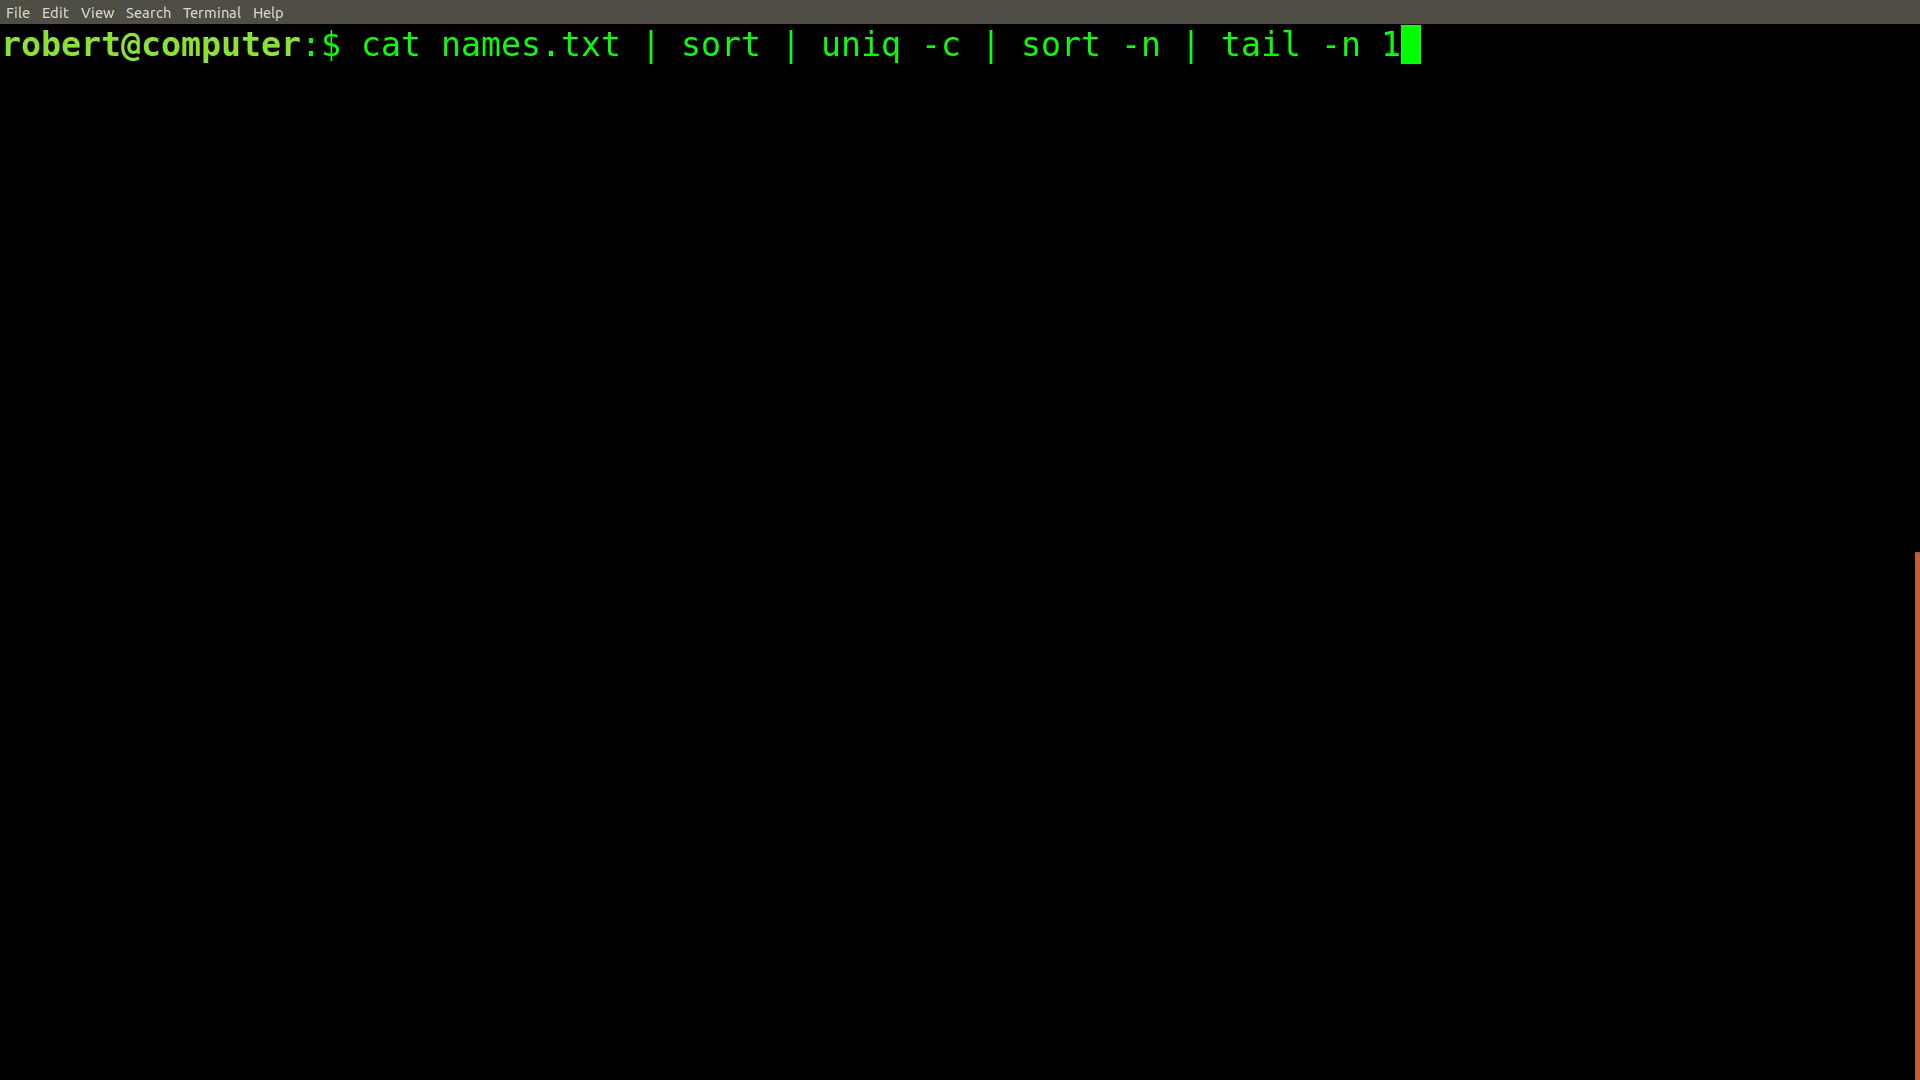 File Edit View Search Terminal Help
robert@computer:$ cat names.txt | sort | uniq -c | sort -n | tail -n 1